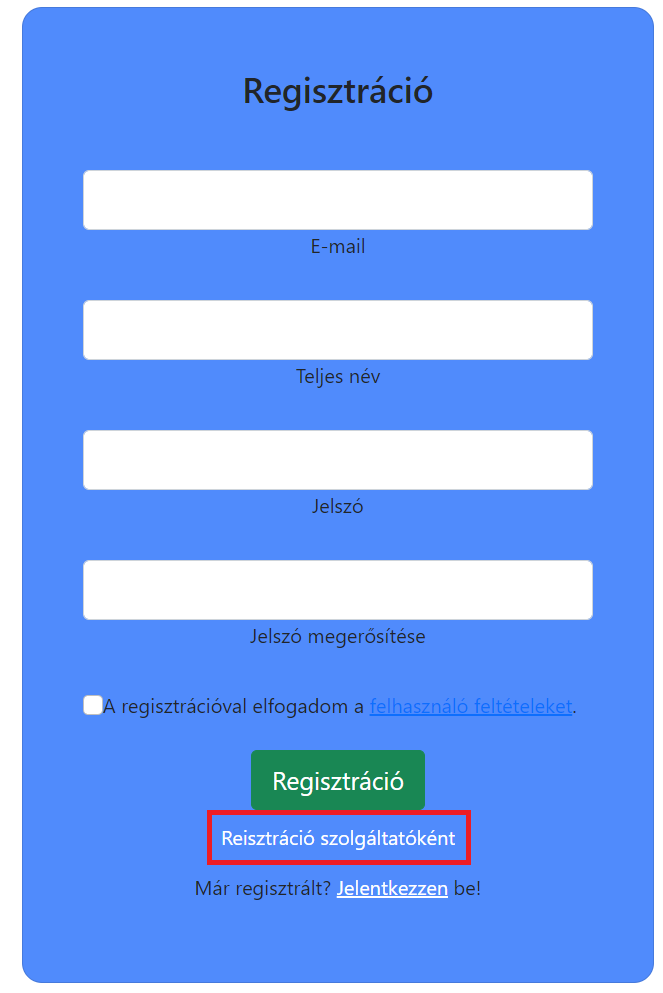 Regisztráció
E-mail
Teljes név
Jelszó
Jelszó megerősítése
A regisztrációval elfogadom a felhasználó feltételeket.
Regisztráció
Reisztráció szolgáltatóként
Már regisztrált? Jelentkezzen be!